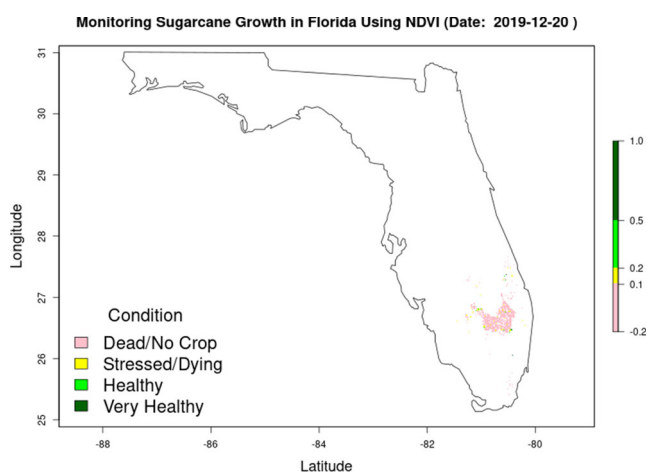 Monitoring Sugarcane Growth in Florida Using NDVI (Date: 2019-12-20 )
31
30
29
28
27
26
25
Longitude
Condition
Dead/No Crop
Stressed/Dying
Healthy
Very Healthy
1.0
0.5
0.2
0.1
-0.2
-88
-86
-84
-82
-80
Latitude